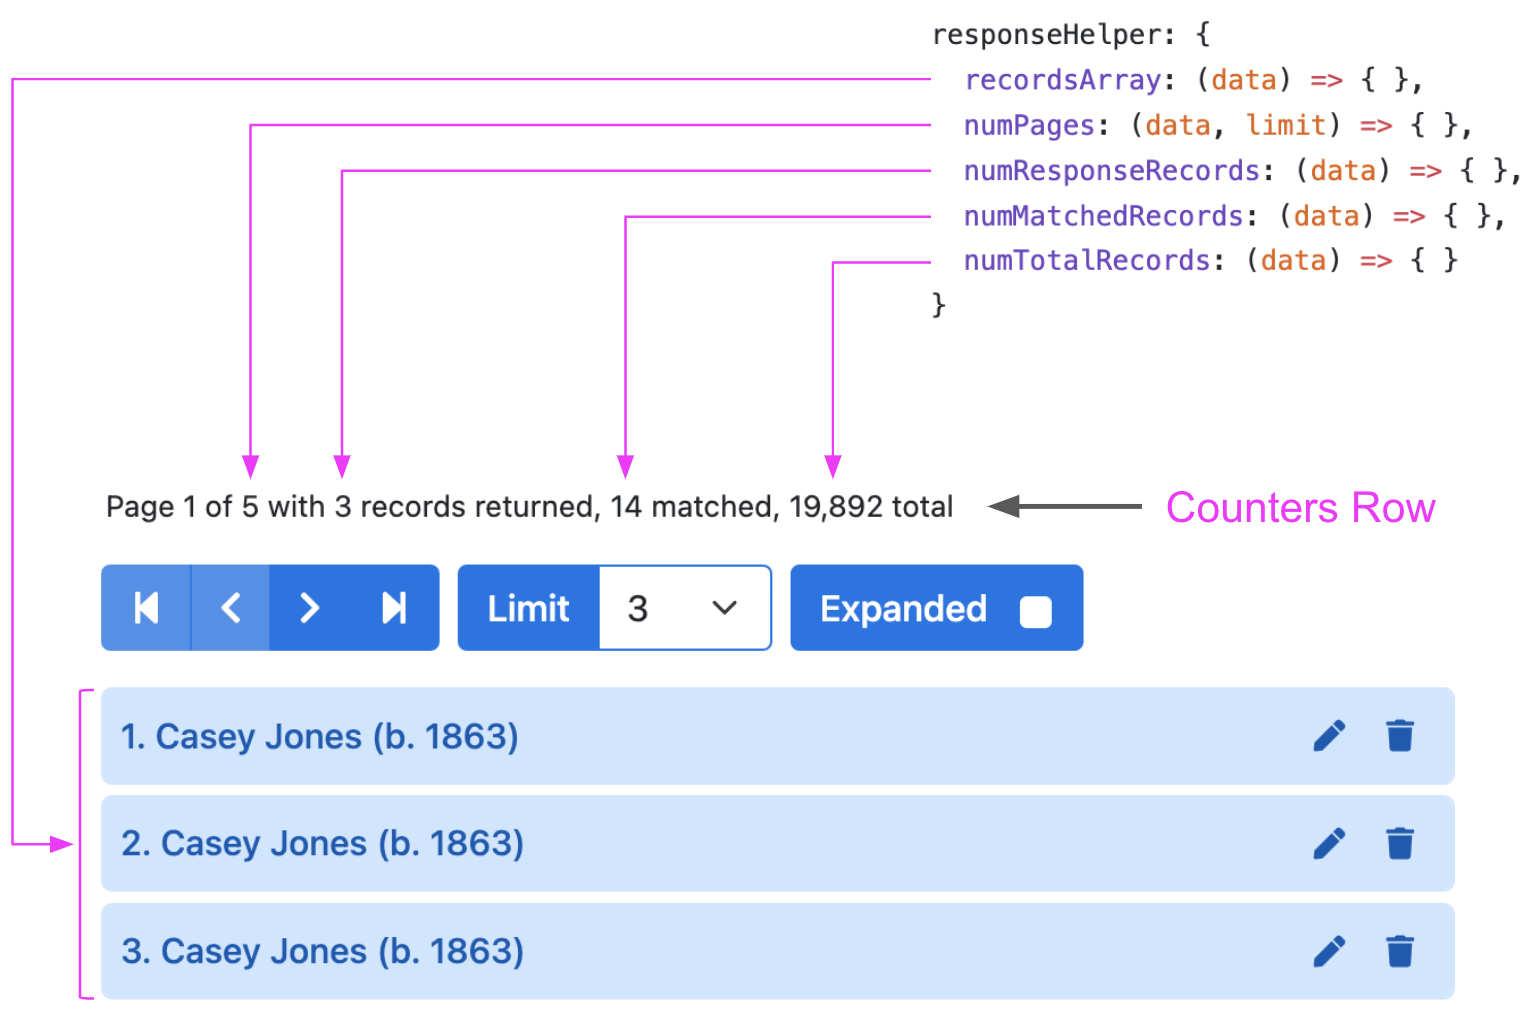 responseHelper: {
recordsArray: (data) => { },
numPages: (data, limit) => { },
numResponseRecords: (data) => { },
numMatchedRecords: (data) => { },
numTotalRecords: (data) => { }
}
Page 1 of 5 with 3 records returned, 14 matched, 19,892 total
Counters Row
Limit 3 Expanded
1. Casey Jones (b. 1863)
2. Casey Jones (b. 1863)
3. Casey Jones (b. 1863)